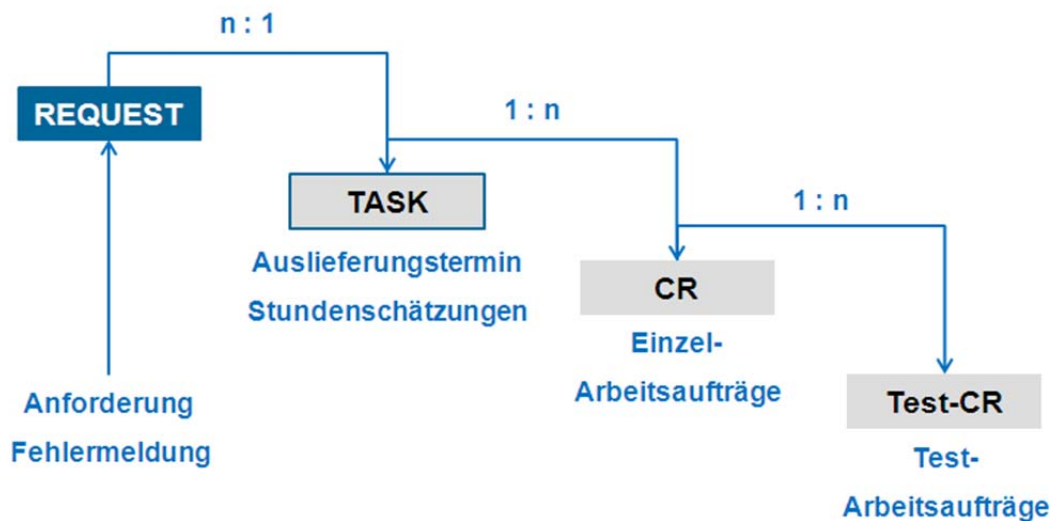 n : 1
REQUEST
1 : n
TASK
1 : n
Auslieferungstermin
Stundenschätzungen
CR
Einzel-
Arbeitsaufträge
Anforderung
Fehlermeldung
Test-CR
Test-
Arbeitsaufträge